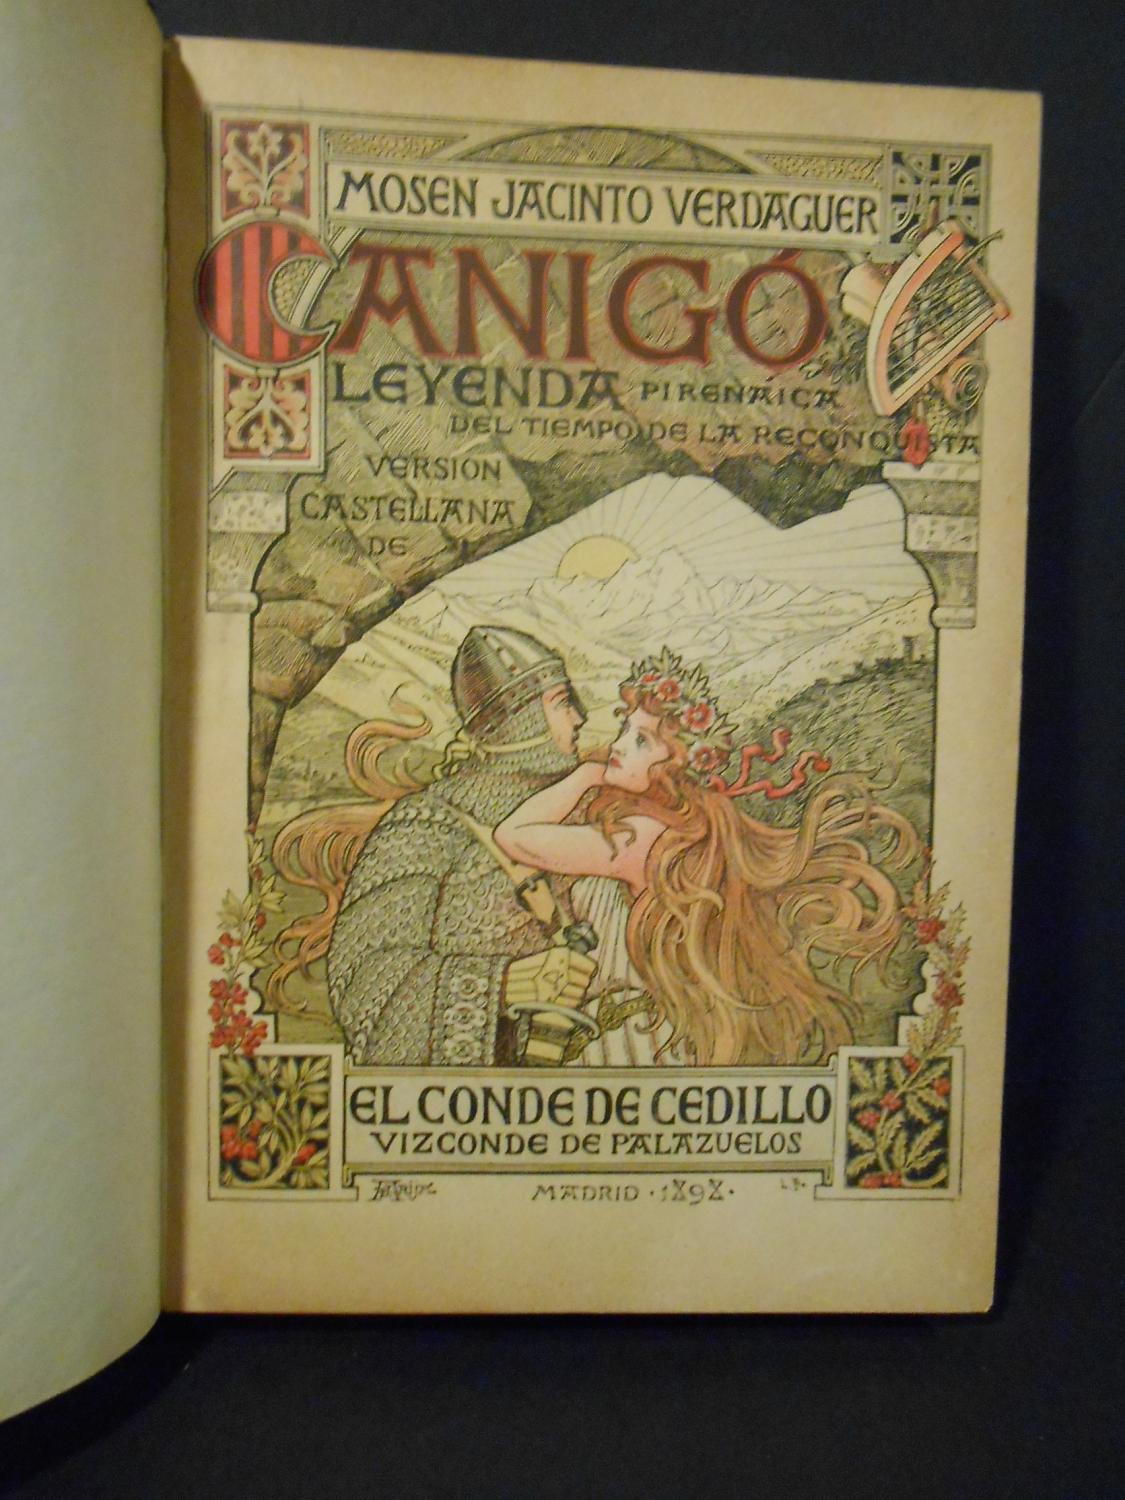 MOSEN JACINTO VERDAGUER
CANIGÓ
LEYENDA PIRENÁICA
DEL TIEMPO DE LA RECONQUISTA
VERSION
CASTELLANA
DE
EL CONDE DE CEDILLO
VIZCONDE DE PALAZUELOS
MADRID · 1898 ·